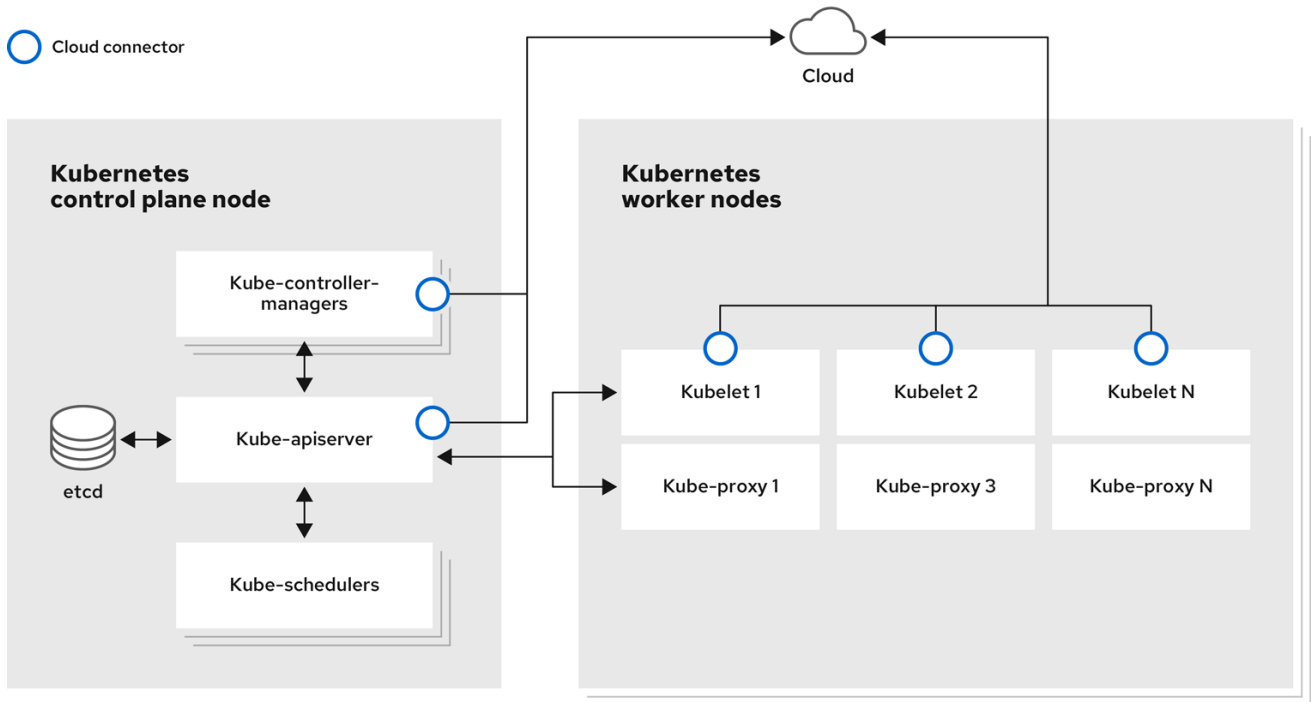 Cloud connector
Cloud
Kubernetes
control plane node
Kube-controller-
managers
Kube-apiserver
etcd
Kube-schedulers
Kubernetes
worker nodes
Kubelet 1
Kubelet 2
Kubelet N
Kube-proxy 1
Kube-proxy 3
Kube-proxy N